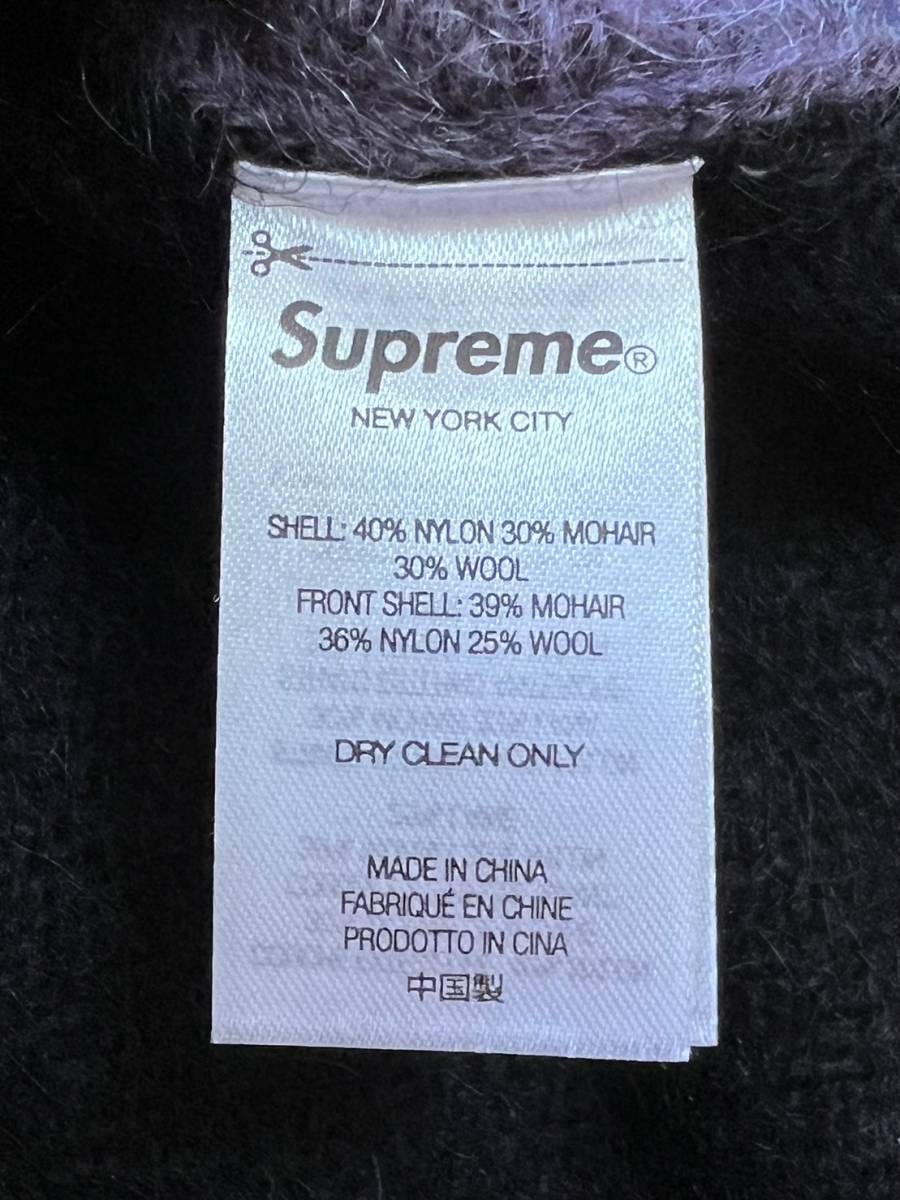 Supreme®
NEW YORK CITY
SHELL: 40% NYLON 30% MOHAIR
30% WOOL
FRONT SHELL: 39% MOHAIR
36% NYLON 25% WOOL
DRY CLEAN ONLY
MADE IN CHINA
FABRIQUÉ EN CHINE
PRODOTTO IN CINA
中国製